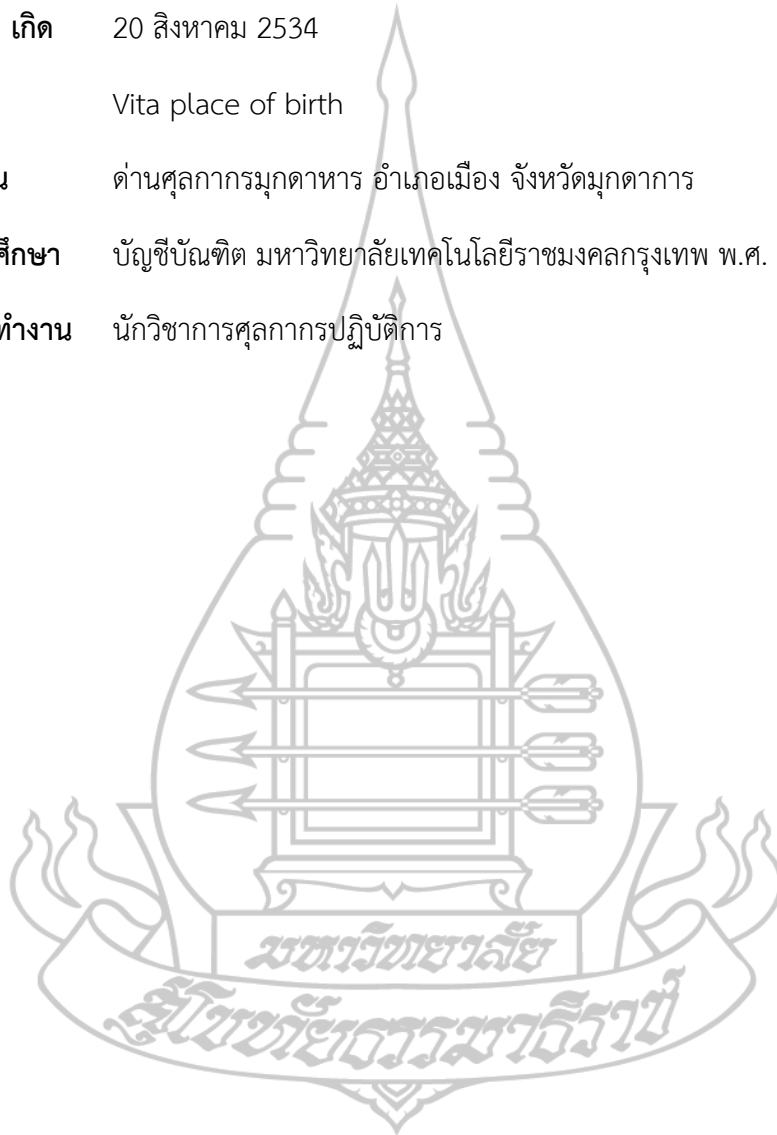 เกิด 20 สิงหาคม 2534
Vita place of birth
น ด่านศุลกากรมุกดาหาร อำเภอเมือง จังหวัดมุกดาการ
ศึกษา บัญชีบัณฑิต มหาวิทยาลัยเทคโนโลยีราชมงคลกรุงเทพ พ.ศ.
ทำงาน นักวิชาการศุลกากรปฏิบัติการ
มหาวิทยาลัย
สุโขทัยธรรมาธิราช